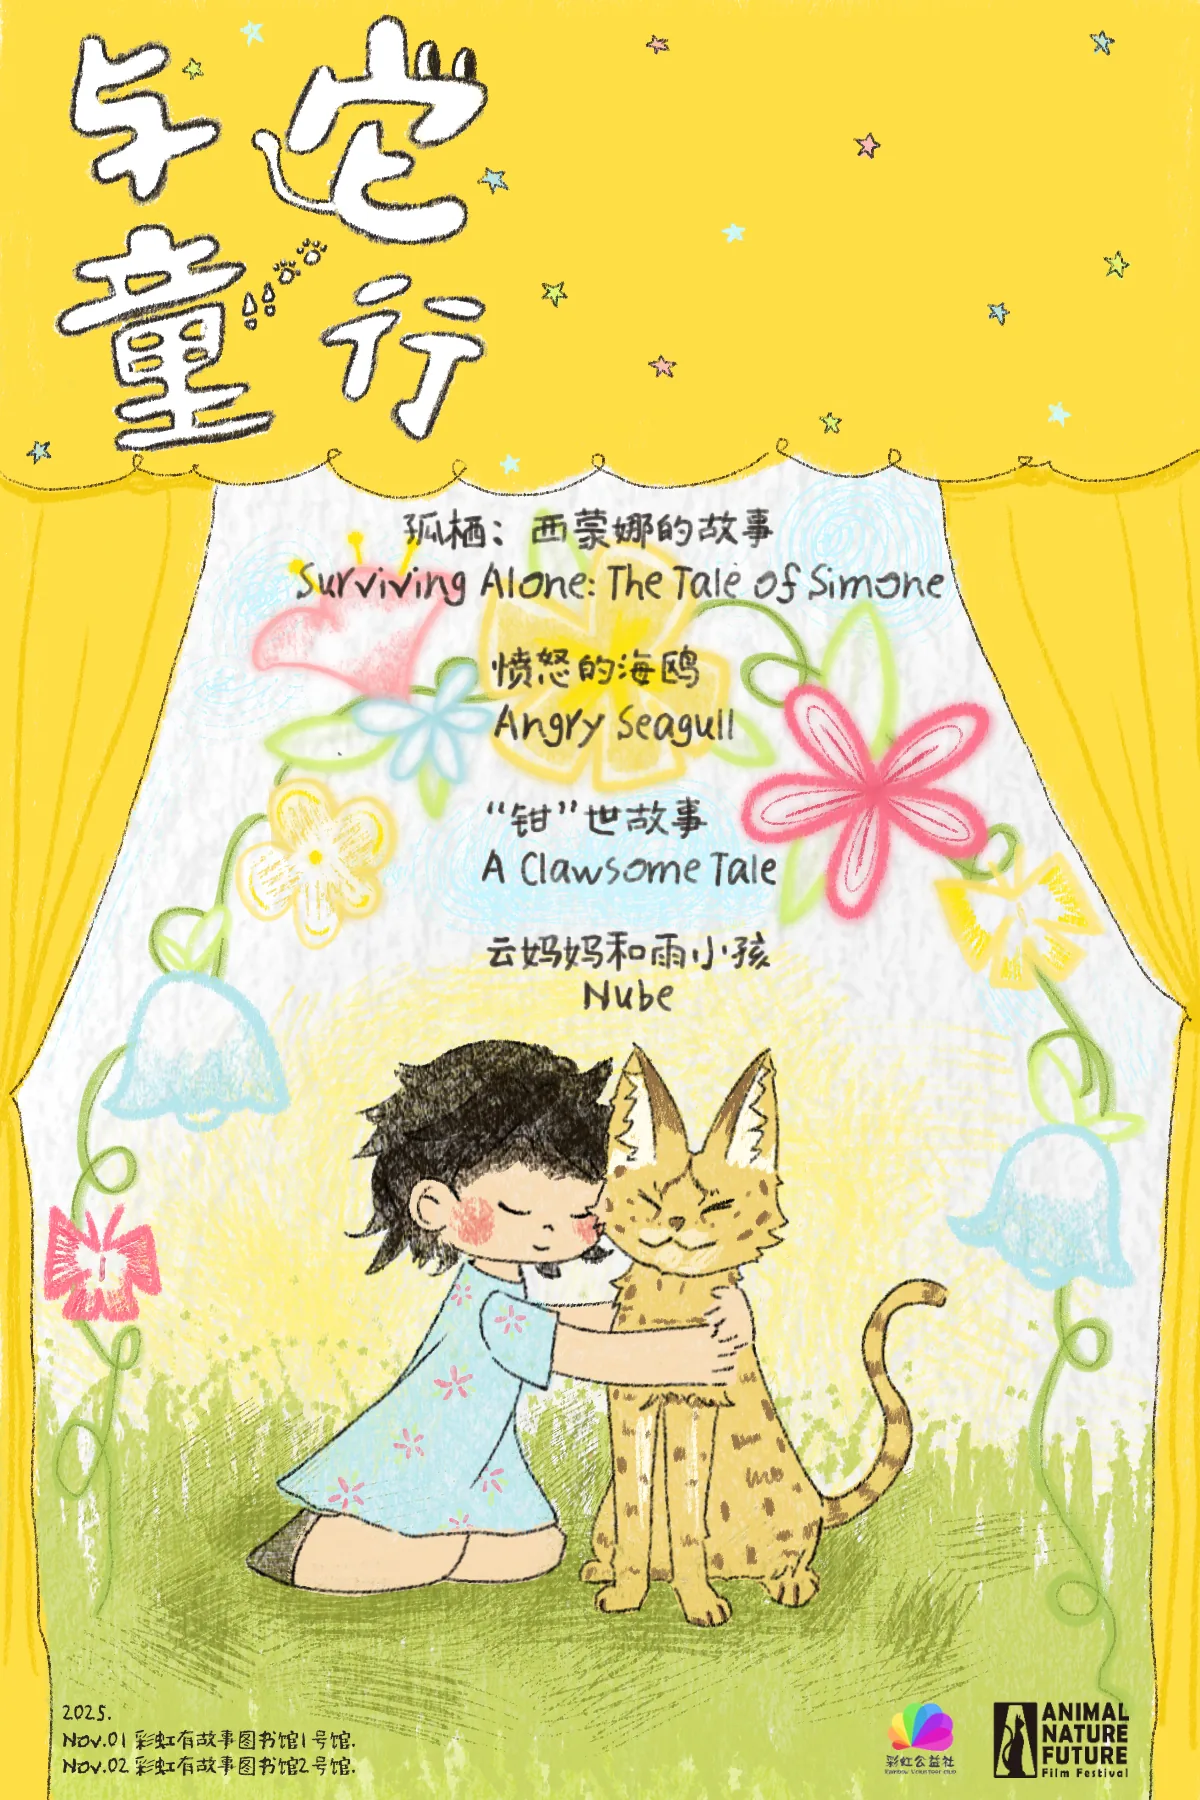 与它
童行
孤栖：西蒙娜的故事
Surviving Alone: The Tale of Simone
愤怒的海鸥
Angry Seagull
“钳”世故事
A Clawsome Tale
云妈妈和雨小孩
Nube
2025.
Nov.01 彩虹有故事图书馆1号馆.
Nov.02 彩虹有故事图书馆2号馆.
彩虹公益社
Rainbow Volunteer Club
ANIMAL
NATURE
FUTURE
Film Festival